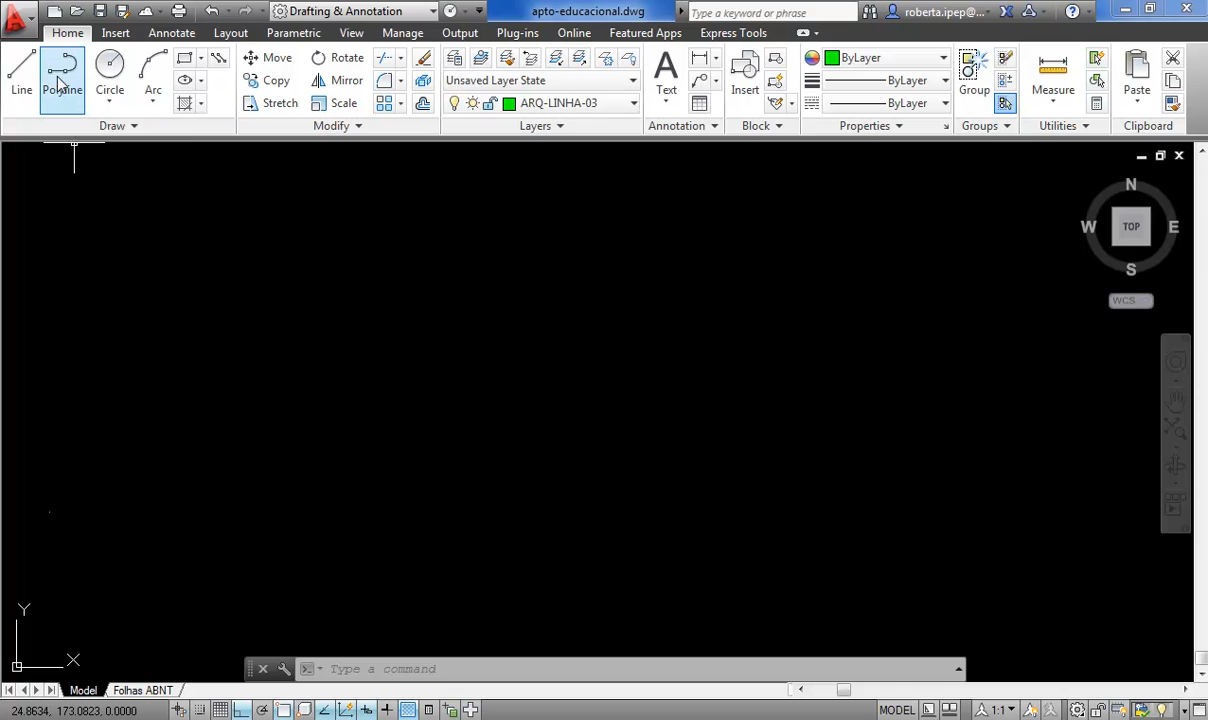 Drafting & Annotation
apto-educacional.dwg
Type a keyword or phrase
roberta.ipep@...
Home Insert Annotate Layout Parametric View Manage Output Plug-ins Online Featured Apps Express Tools
Line Polyline Circle Arc
Move Rotate
Copy Mirror
Stretch Scale
Unsaved Layer State
ARQ-LINHA-03
Text
Insert
ByLayer
ByLayer
ByLayer
Group
Measure
Paste
Draw Modify Layers Annotation Block Properties Groups Utilities Clipboard
N
W TOP E
S
WCS
Y
X
Type a command
Model Folhas ABNT
24.8634, 173.0823, 0.0000
MODEL
1:1